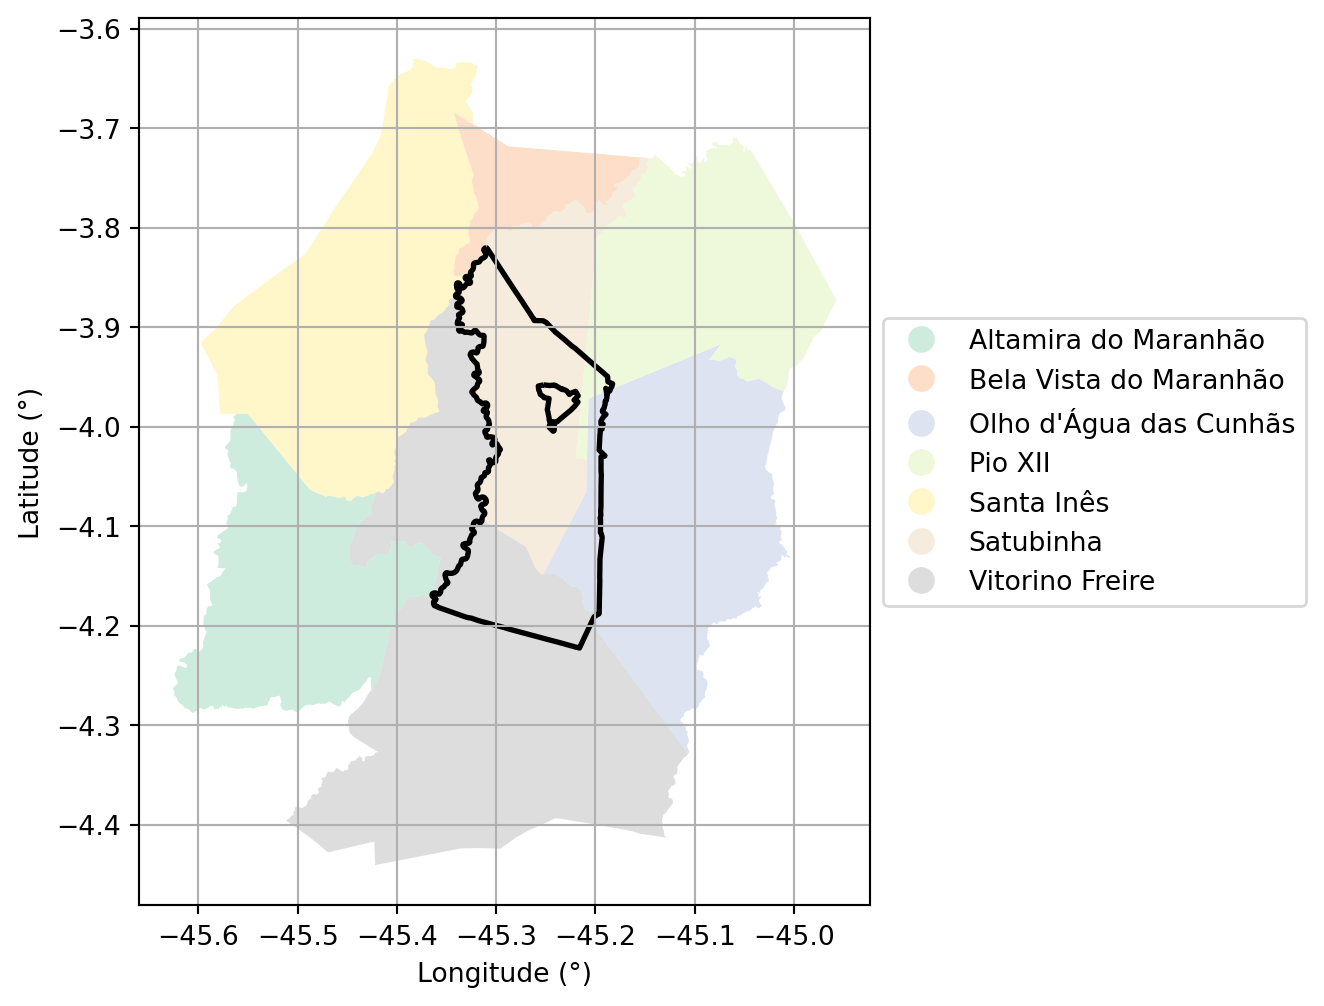 −3.6
−3.7
−3.8
−3.9
−4.0
−4.1
−4.2
−4.3
−4.4
Latitude (°)
−45.6 −45.5 −45.4 −45.3 −45.2 −45.1 −45.0
Longitude (°)
Altamira do Maranhão
Bela Vista do Maranhão
Olho d'Água das Cunhãs
Pio XII
Santa Inês
Satubinha
Vitorino Freire